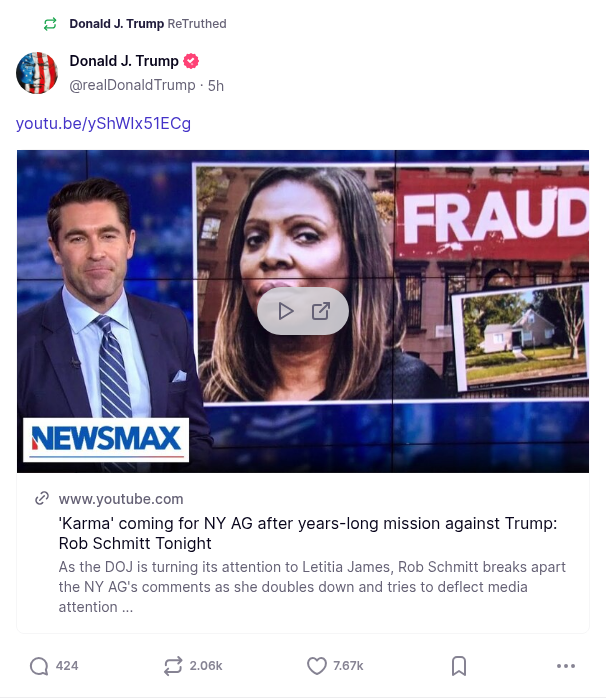 Donald J. Trump ReTruthed
Donald J. Trump
@realDonaldTrump · 5h
youtu.be/yShWIx51ECg
FRAUD
NEWSMAX
www.youtube.com
'Karma' coming for NY AG after years-long mission against Trump:
Rob Schmitt Tonight
As the DOJ is turning its attention to Letitia James, Rob Schmitt breaks apart
the NY AG's comments as she doubles down and tries to deflect media
attention ...
424
2.06k
7.67k